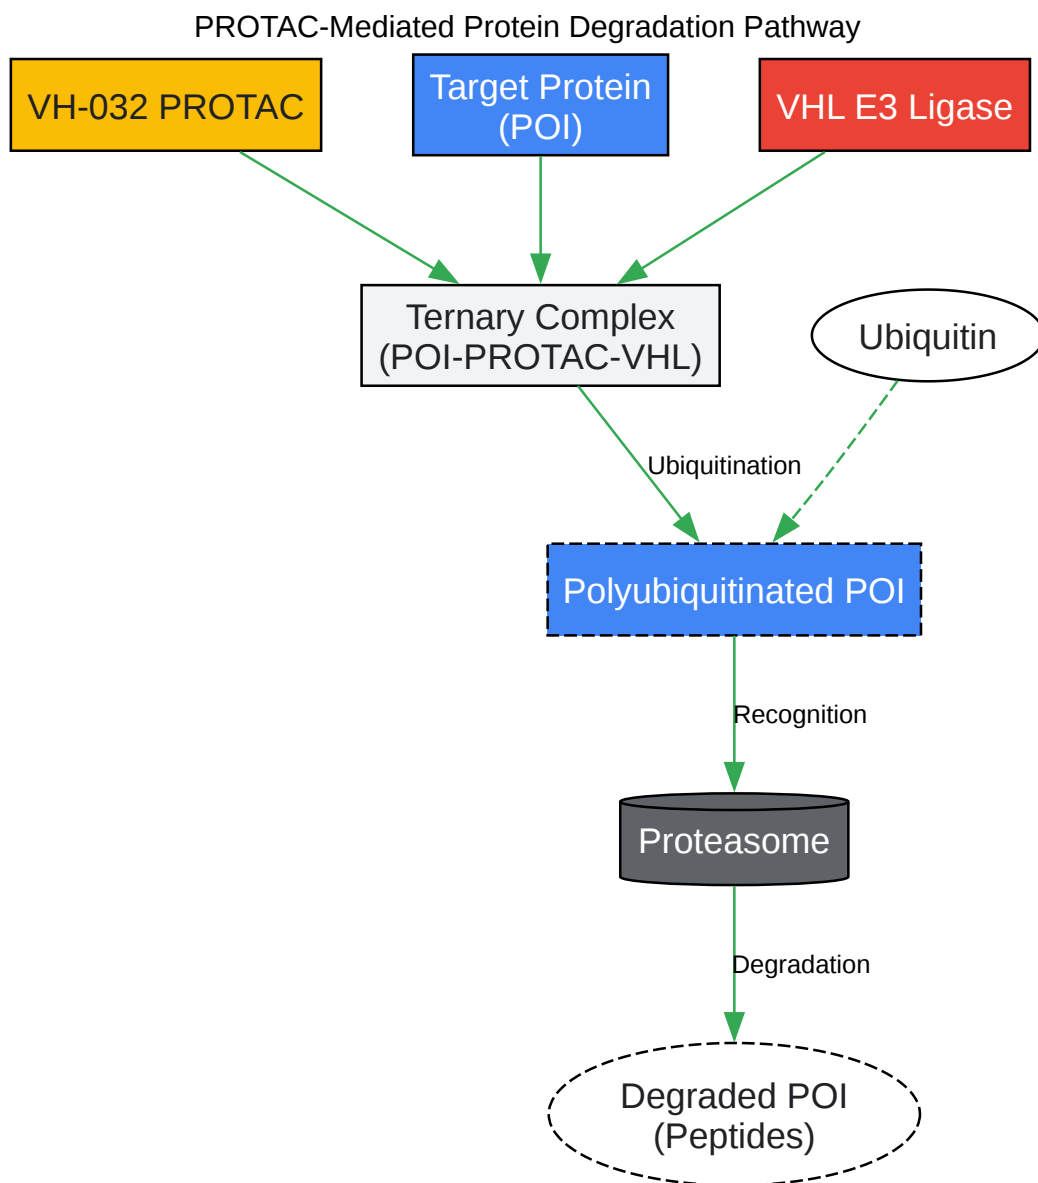 PROTAC-Mediated Protein Degradation Pathway
VH-032 PROTAC
Target Protein
(POI)
VHL E3 Ligase
Ternary Complex
(POI-PROTAC-VHL)
Ubiquitin
Ubiquitination
Polyubiquitinated POI
Recognition
Proteasome
Degradation
Degraded POI
(Peptides)